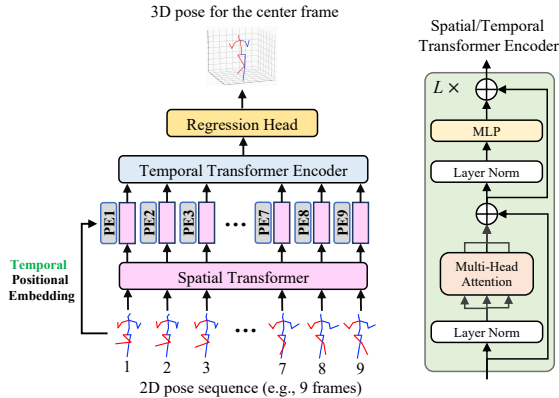 3D pose for the center frame
Regression Head
Temporal Transformer Encoder
PE1 PE2 PE3 ... PE7 PE8 PE9
Temporal
Positional
Embedding
Spatial Transformer
...
1 2 3 7 8 9
2D pose sequence (e.g., 9 frames)
Spatial/Temporal
Transformer Encoder
L ×
MLP
Layer Norm
Multi-Head
Attention
Layer Norm